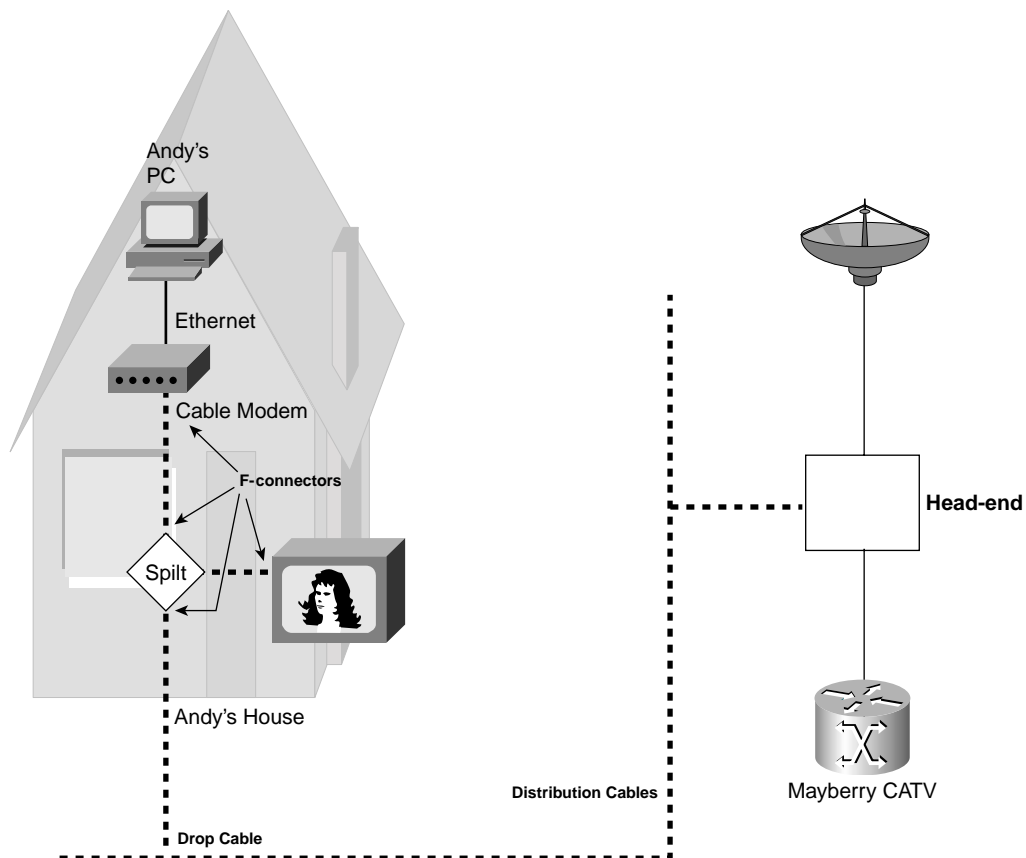 Andy's
PC
Ethernet
Cable Modem
F-connectors
Spilt
Andy's House
Drop Cable
Distribution Cables
Head-end
Mayberry CATV